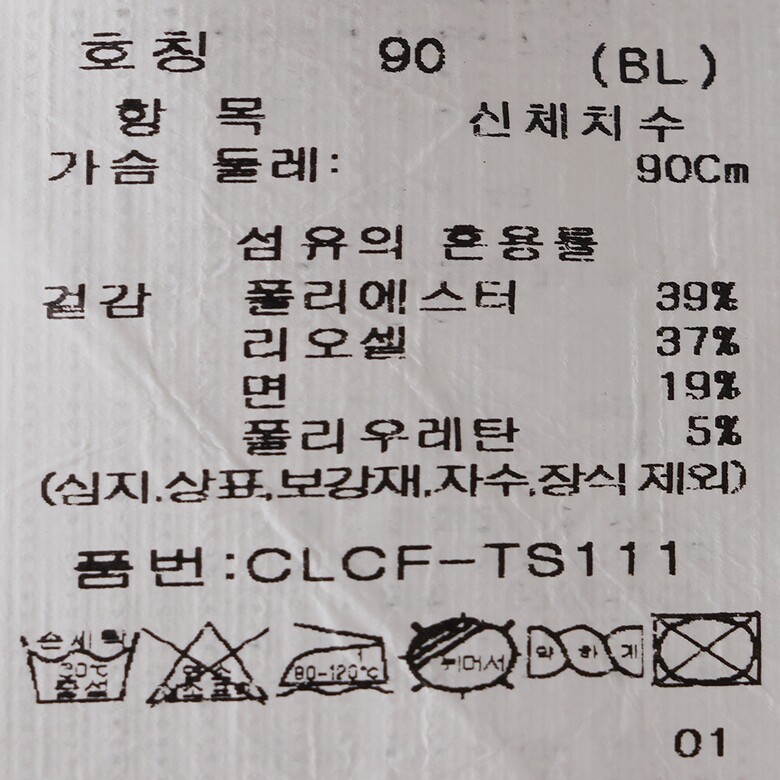 호칭 90 (BL)
항목 신체치수
가슴 둘레: 90Cm
섬유의 혼용률
겉감 폴리에스터 39%
리오셀 37%
면 19%
폴리우레탄 5%
(심지.상표,보강재,자수,장식 제외)
품번:CLCF-TS111
손세탁 80-120℃ 뉘어서 약하게
30℃ 중성
01